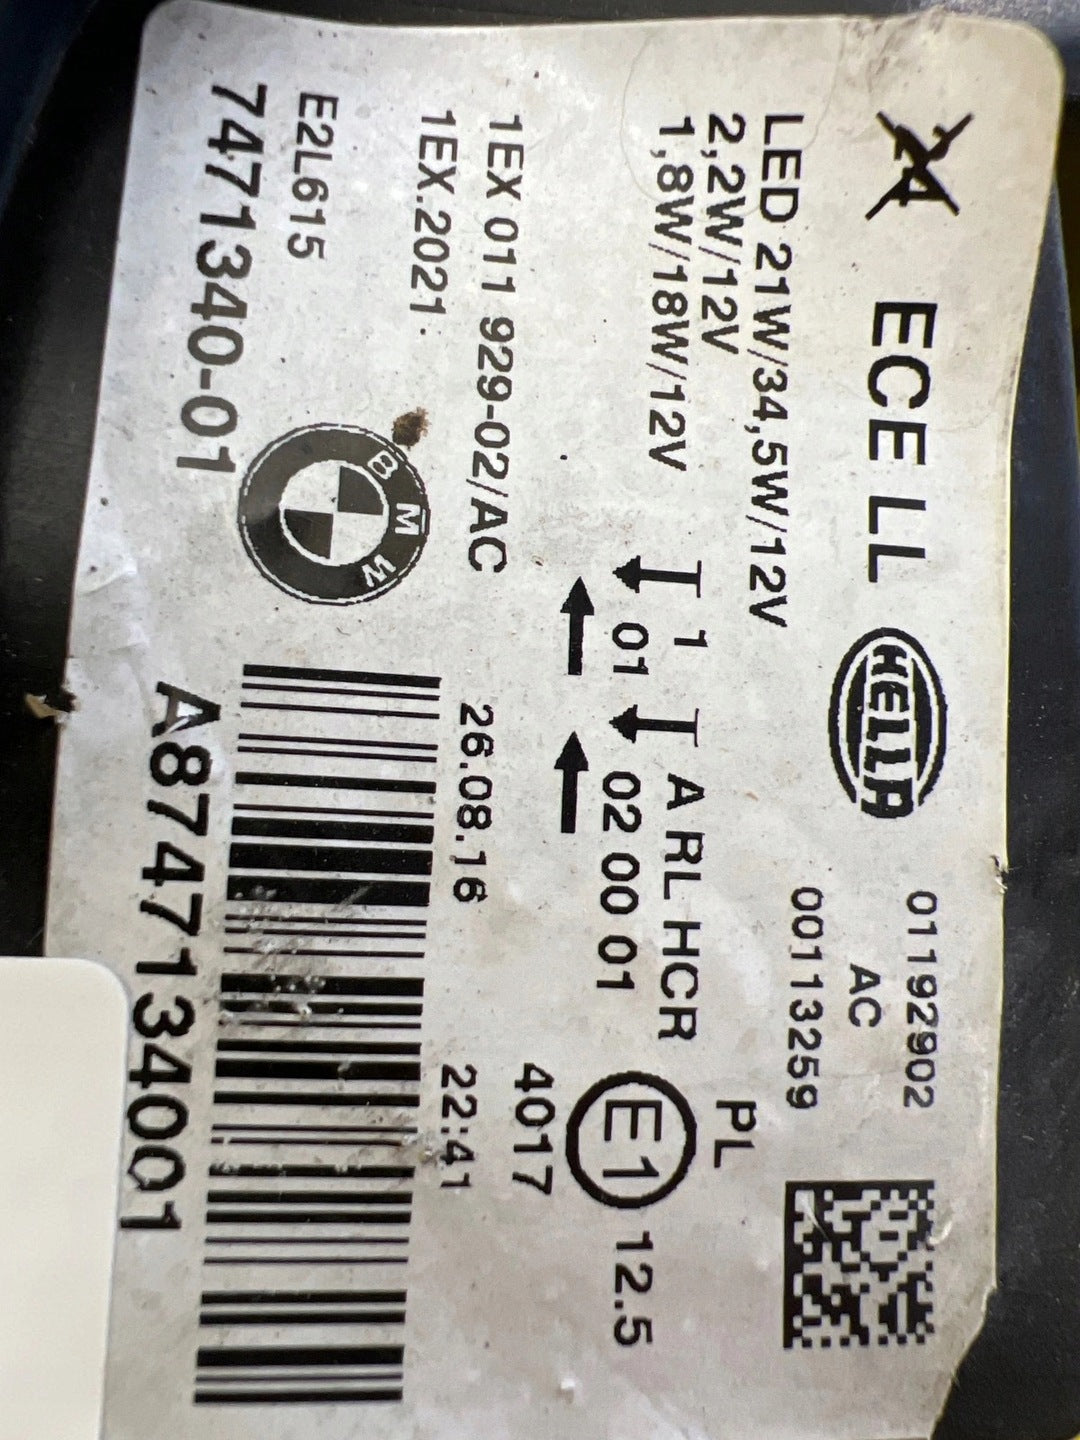 ECE LL
HELLA
01192902
AC
00113259
LED 21W/34,5W/12V
2,2W/12V
1,8W/18W/12V
1 A RL HCR
PL
01 02 00 01
E1
12.5
4017
1EX 011 929-02/AC
1EX.2021
26.08.16
22:41
E2L615
7471340-01
BMW
A8747134001